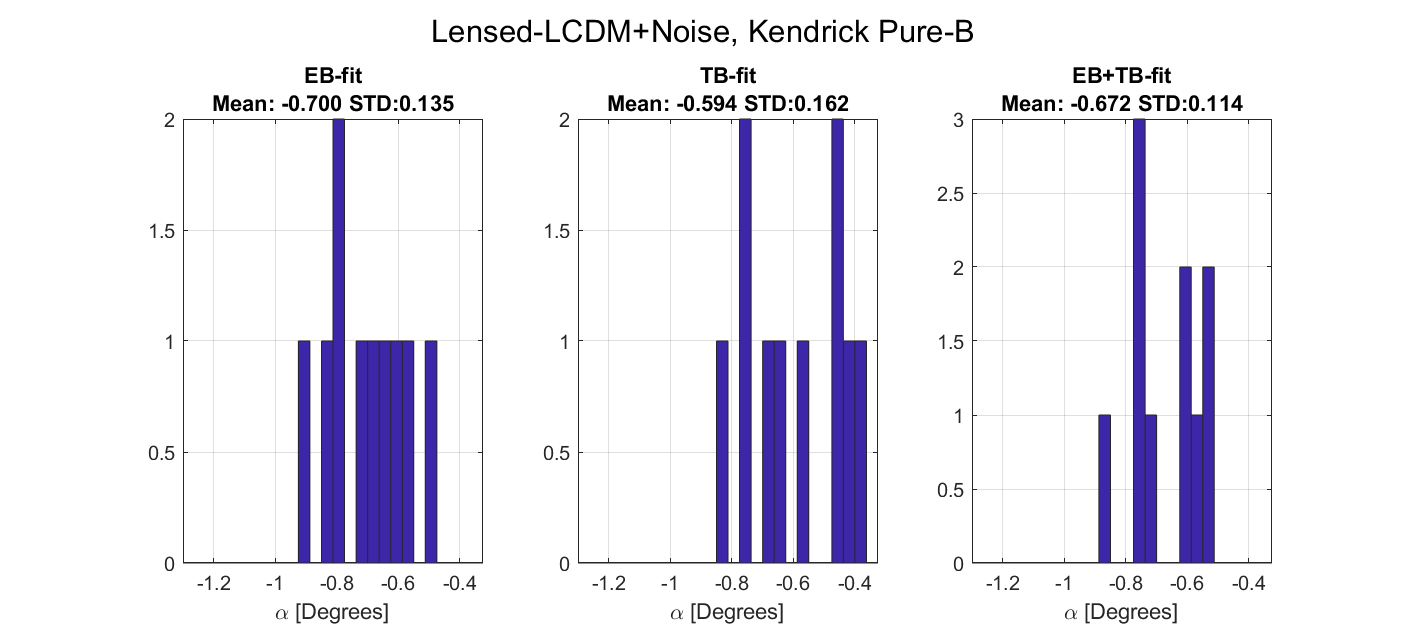 Lensed-LCDM+Noise, Kendrick Pure-B
EB-fit
Mean: -0.700 STD:0.135
2
1.5
1
0.5
0
-1.2 -1 -0.8 -0.6 -0.4
α [Degrees]
TB-fit
Mean: -0.594 STD:0.162
2
1.5
1
0.5
0
-1.2 -1 -0.8 -0.6 -0.4
α [Degrees]
EB+TB-fit
Mean: -0.672 STD:0.114
3
2.5
2
1.5
1
0.5
0
-1.2 -1 -0.8 -0.6 -0.4
α [Degrees]